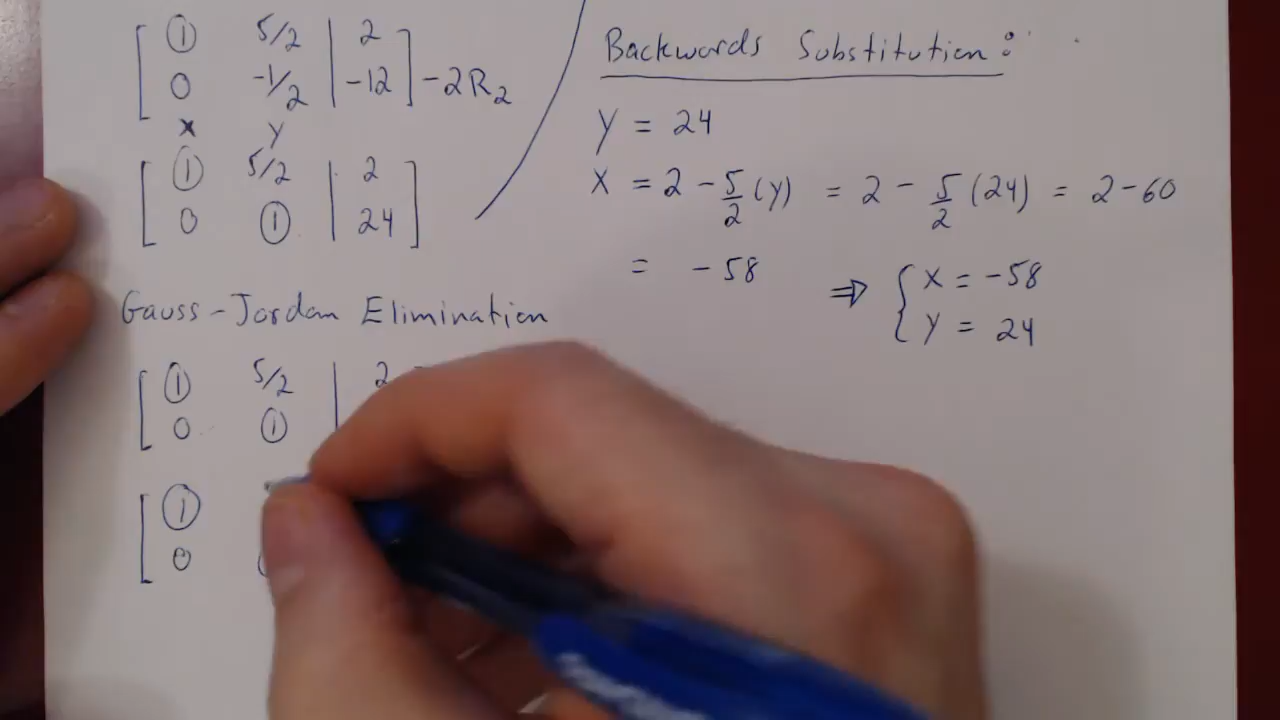 [ 1 5/2 | 2 ]
[ 0 -1/2 | -12 ] -2R₂
x y
[ 1 5/2 | 2 ]
[ 0 1 | 24 ]
Gauss-Jordan Elimination
[ 1 5/2 | 2
[ 0 1 |
[ 1
[ 0
Backwards Substitution:
y = 24
x = 2 - 5/2 (y) = 2 - 5/2 (24) = 2 - 60
= -58 ⇒ { x = -58
y = 24